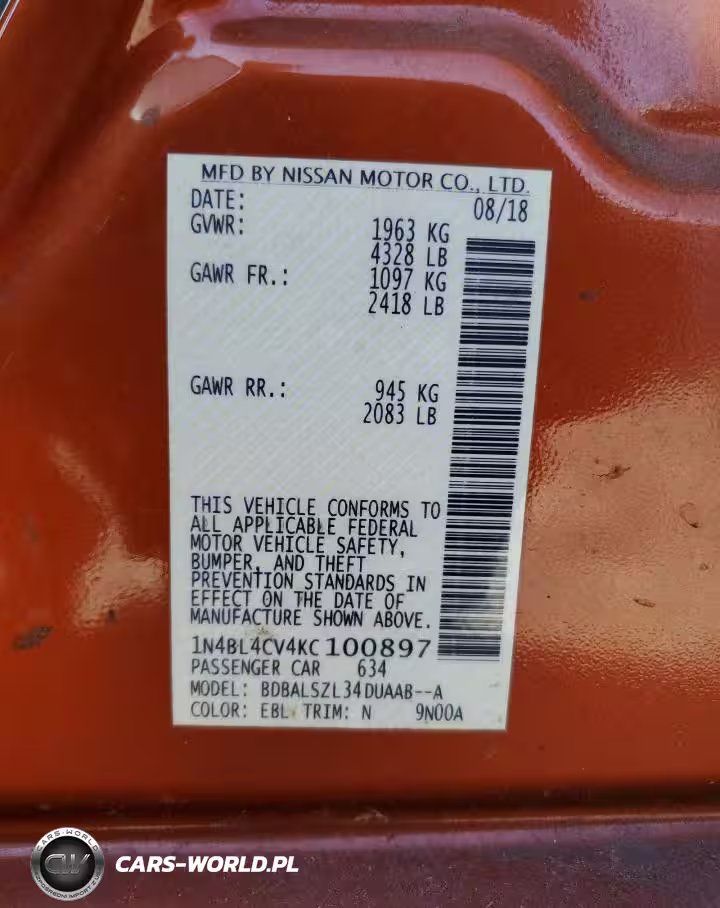 MFD BY NISSAN MOTOR CO., LTD.
DATE: 08/18
GVWR: 1963 KG
4328 LB
GAWR FR.: 1097 KG
2418 LB
GAWR RR.: 945 KG
2083 LB
THIS VEHICLE CONFORMS TO
ALL APPLICABLE FEDERAL
MOTOR VEHICLE SAFETY,
BUMPER, AND THEFT
PREVENTION STANDARDS IN
EFFECT ON THE DATE OF
MANUFACTURE SHOWN ABOVE.
1N4BL4CV4KC100897
PASSENGER CAR 634
MODEL: BDBALSZL34DUAAB--A
COLOR: EBL TRIM: N 9N00A
CARS-WORLD
CW
CARS-WORLD.PL